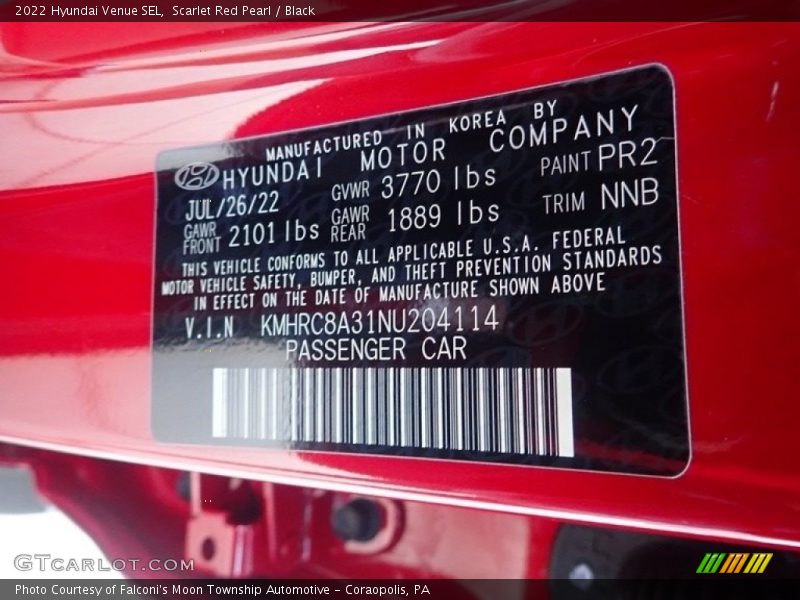 2022 Hyundai Venue SEL, Scarlet Red Pearl / Black
MANUFACTURED IN KOREA BY
HYUNDAI MOTOR COMPANY
JUL/26/22 GVWR 3770 lbs PAINT PR2
GAWR FRONT 2101 lbs GAWR REAR 1889 lbs TRIM NNB
THIS VEHICLE CONFORMS TO ALL APPLICABLE U.S.A. FEDERAL
MOTOR VEHICLE SAFETY, BUMPER, AND THEFT PREVENTION STANDARDS
IN EFFECT ON THE DATE OF MANUFACTURE SHOWN ABOVE
V.I.N KMHRC8A31NU204114
PASSENGER CAR
GTCARLOT.COM
Photo Courtesy of Falconi's Moon Township Automotive - Coraopolis, PA